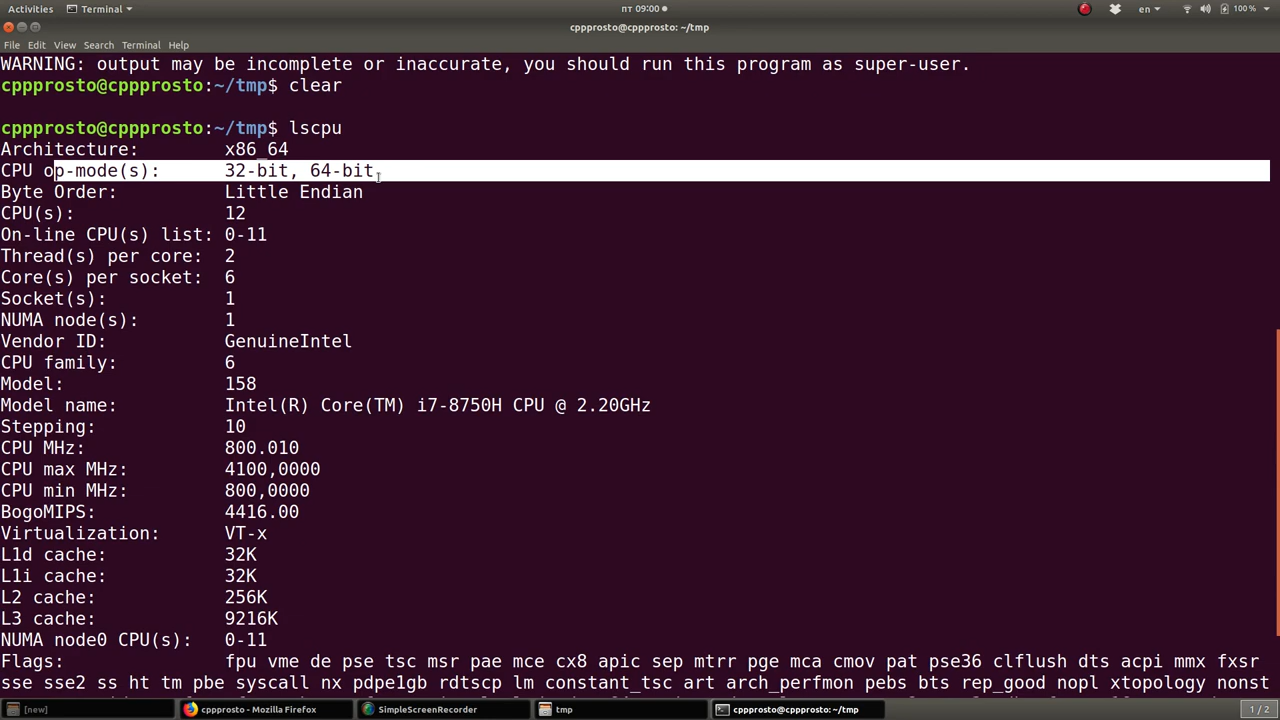 Activities Terminal пт 09:00 en 100 %
cppprosto@cppprosto: ~/tmp
File Edit View Search Terminal Help
WARNING: output may be incomplete or inaccurate, you should run this program as super-user.
cppprosto@cppprosto:~/tmp$ clear
cppprosto@cppprosto:~/tmp$ lscpu
Architecture: x86_64
CPU op-mode(s): 32-bit, 64-bit
Byte Order: Little Endian
CPU(s): 12
On-line CPU(s) list: 0-11
Thread(s) per core: 2
Core(s) per socket: 6
Socket(s): 1
NUMA node(s): 1
Vendor ID: GenuineIntel
CPU family: 6
Model: 158
Model name: Intel(R) Core(TM) i7-8750H CPU @ 2.20GHz
Stepping: 10
CPU MHz: 800.010
CPU max MHz: 4100,0000
CPU min MHz: 800,0000
BogoMIPS: 4416.00
Virtualization: VT-x
L1d cache: 32K
L1i cache: 32K
L2 cache: 256K
L3 cache: 9216K
NUMA node0 CPU(s): 0-11
Flags: fpu vme de pse tsc msr pae mce cx8 apic sep mtrr pge mca cmov pat pse36 clflush dts acpi mmx fxsr
sse sse2 ss ht tm pbe syscall nx pdpe1gb rdtscp lm constant_tsc art arch_perfmon pebs bts rep_good nopl xtopology nonst
[new] cppprosto - Mozilla Firefox SimpleScreenRecorder tmp cppprosto@cppprosto: ~/tmp 1 / 2